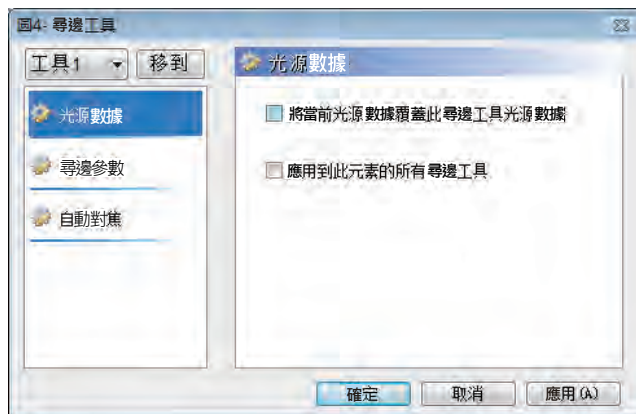 圓4: 尋邊工具
工具1 移到
光源數據
光源數據
將當前光源數據覆蓋此尋邊工具光源數據
尋邊參數
應用到此元素的所有尋邊工具
自動對焦
確定 取消 應用(A)